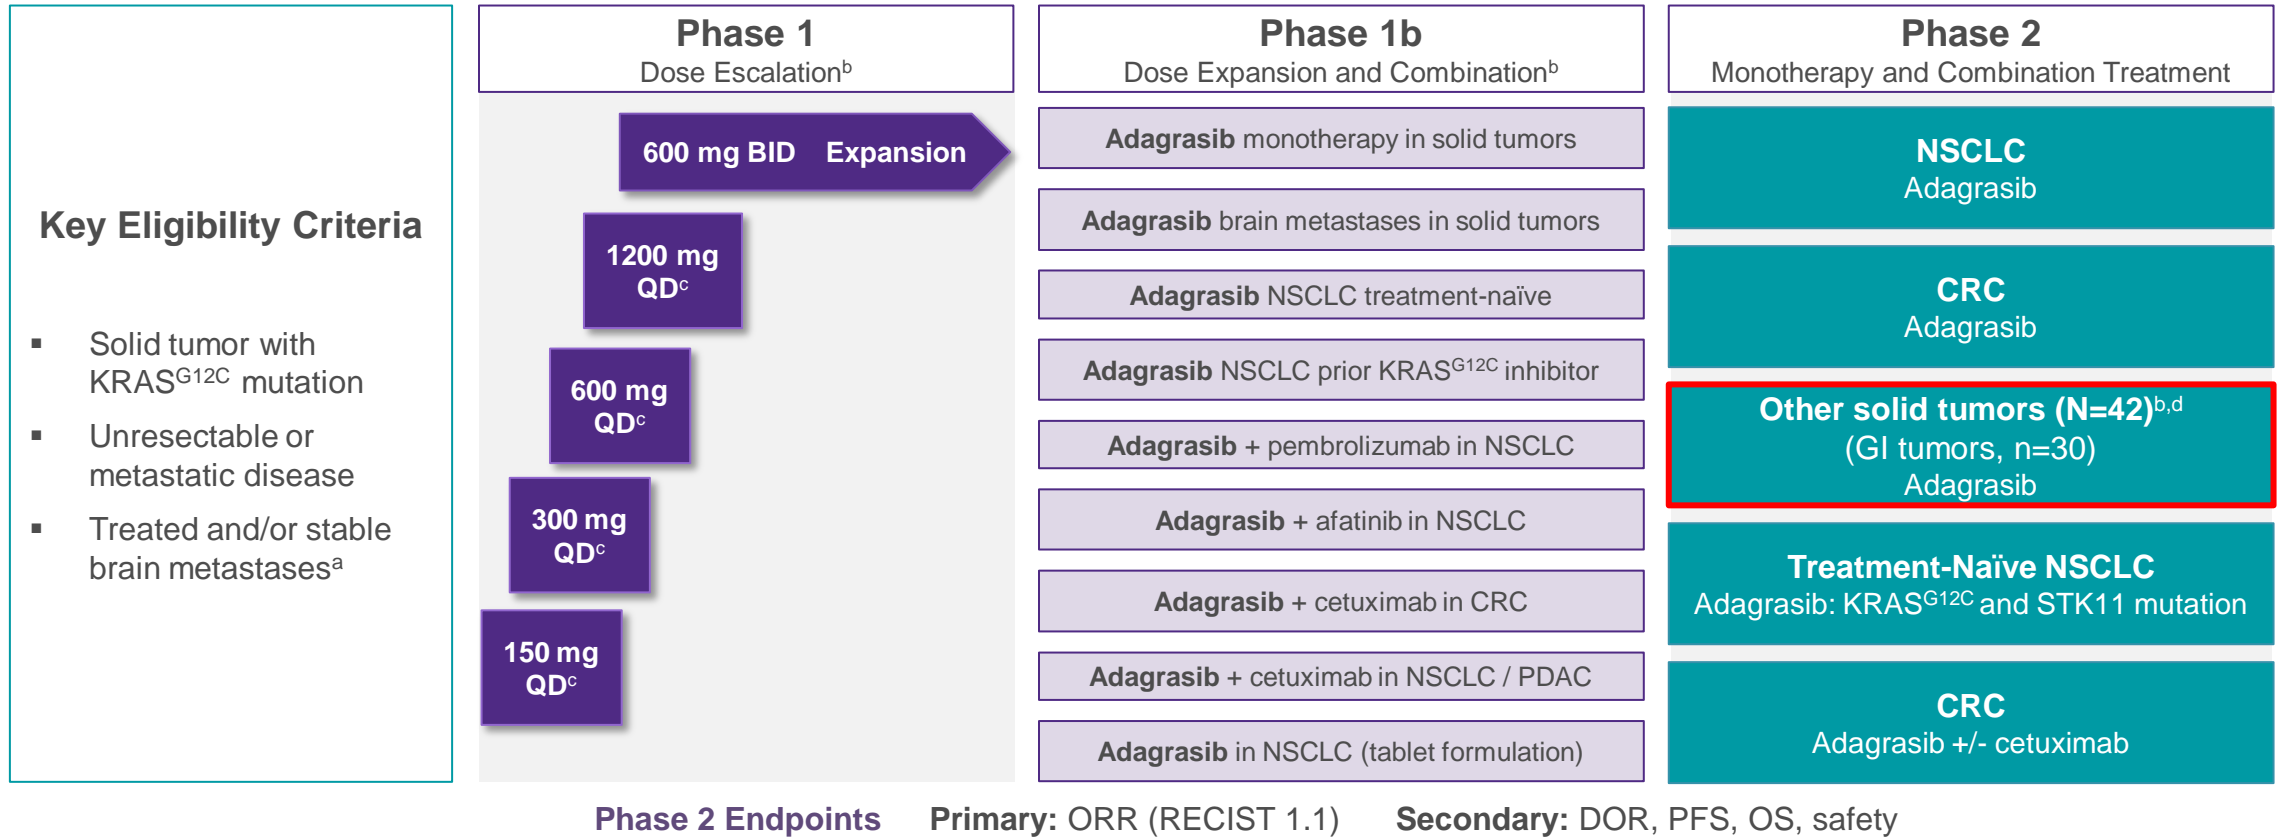 Key Eligibility Criteria
▪ Solid tumor with
KRASG12C mutation
▪ Unresectable or
metastatic disease
▪ Treated and/or stable
brain metastasesa
Phase 1
Dose Escalationb
600 mg BID Expansion
1200 mg
QDc
600 mg
QDc
300 mg
QDc
150 mg
QDc
Phase 1b
Dose Expansion and Combinationb
Adagrasib monotherapy in solid tumors
Adagrasib brain metastases in solid tumors
Adagrasib NSCLC treatment-naïve
Adagrasib NSCLC prior KRASG12C inhibitor
Adagrasib + pembrolizumab in NSCLC
Adagrasib + afatinib in NSCLC
Adagrasib + cetuximab in CRC
Adagrasib + cetuximab in NSCLC / PDAC
Adagrasib in NSCLC (tablet formulation)
Phase 2
Monotherapy and Combination Treatment
NSCLC
Adagrasib
CRC
Adagrasib
Other solid tumors (N=42)b,d
(GI tumors, n=30)
Adagrasib
Treatment-Naïve NSCLC
Adagrasib: KRASG12C and STK11 mutation
CRC
Adagrasib +/- cetuximab
Phase 2 Endpoints Primary: ORR (RECIST 1.1) Secondary: DOR, PFS, OS, safety